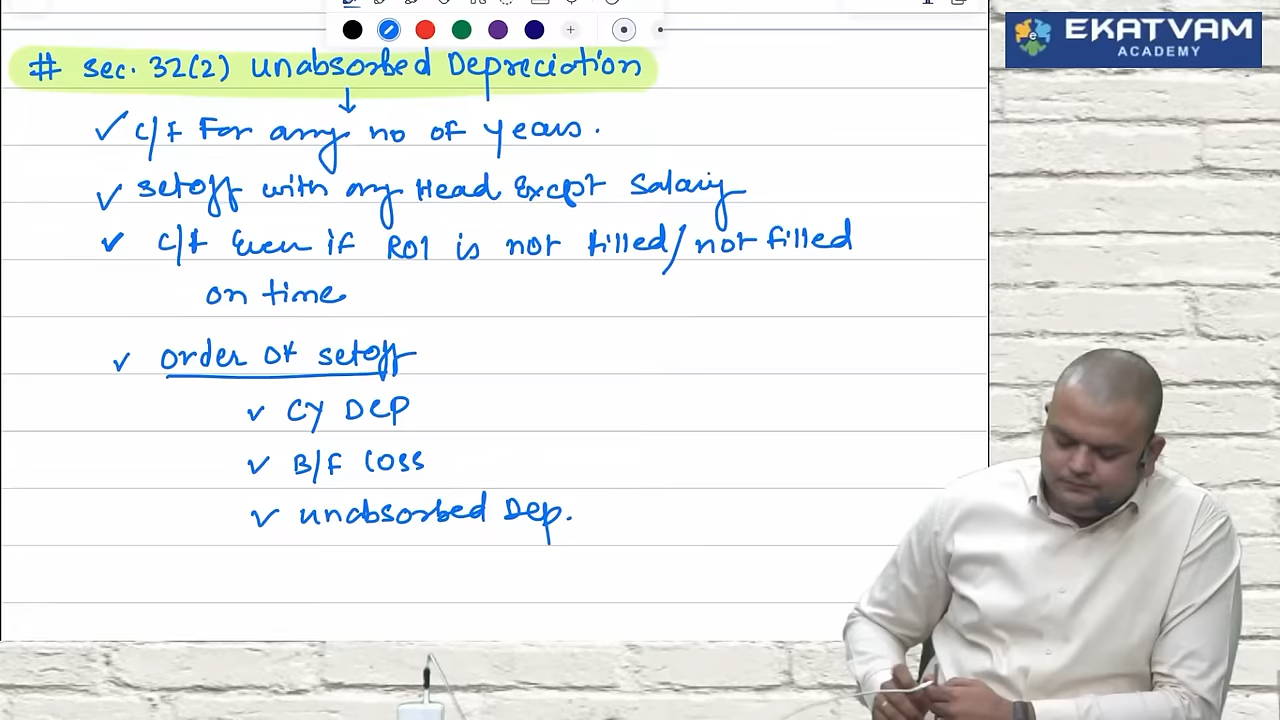 EKATVAM
ACADEMY
# Sec. 32(2) Unabsorbed Depreciation
✓ C/f For any no of years.
✓ Setoff with any Head Except Salary
✓ C/f Even if ROI is not filled/not filled
on time
✓ order of setoff
✓ CY Dep
✓ B/F Loss
✓ unabsorbed Dep.